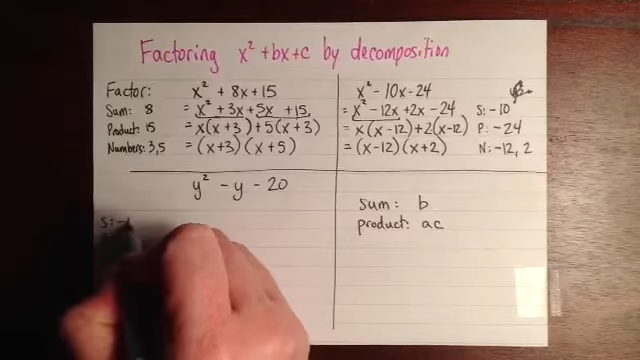 Factoring x² + bx + c by decomposition
Factor: x² + 8x + 15
Sum: 8 = x² + 3x + 5x + 15,
Product: 15 = x(x+3) + 5(x+3)
Numbers: 3,5 = (x+3)(x+5)
x² - 10x - 24
= x² - 12x + 2x - 24 S: -10
= x(x-12) + 2(x-12) P: -24
= (x-12)(x+2) N: -12, 2
y² - y - 20
S: -1
sum: b
product: ac